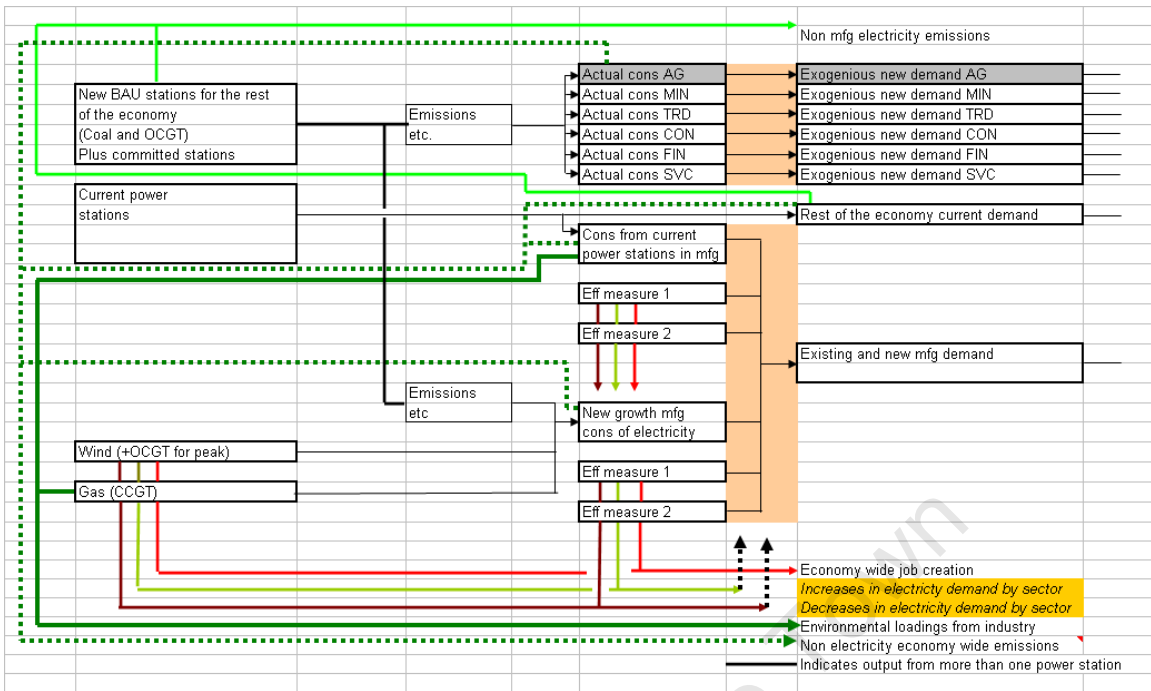 Non mfg electricity emissions
Actual cons AG
Exogenious new demand AG
New BAU stations for the rest
of the economy
(Coal and OCGT)
Plus committed stations
Emissions
etc.
Actual cons MIN
Exogenious new demand MIN
Actual cons TRD
Exogenious new demand TRD
Actual cons CON
Exogenious new demand CON
Actual cons FIN
Exogenious new demand FIN
Actual cons SVC
Exogenious new demand SVC
Current power
stations
Rest of the economy current demand
Cons from current
power stations in mfg
Eff measure 1
Eff measure 2
Existing and new mfg demand
Emissions
etc
New growth mfg
cons of electricity
Wind (+OCGT for peak)
Gas (CCGT)
Eff measure 1
Eff measure 2
Economy wide job creation
Increases in electricty demand by sector
Decreases in electricity demand by sector
Environmental loadings from industry
Non electricity economy wide emissions
Indicates output from more than one power station
Town